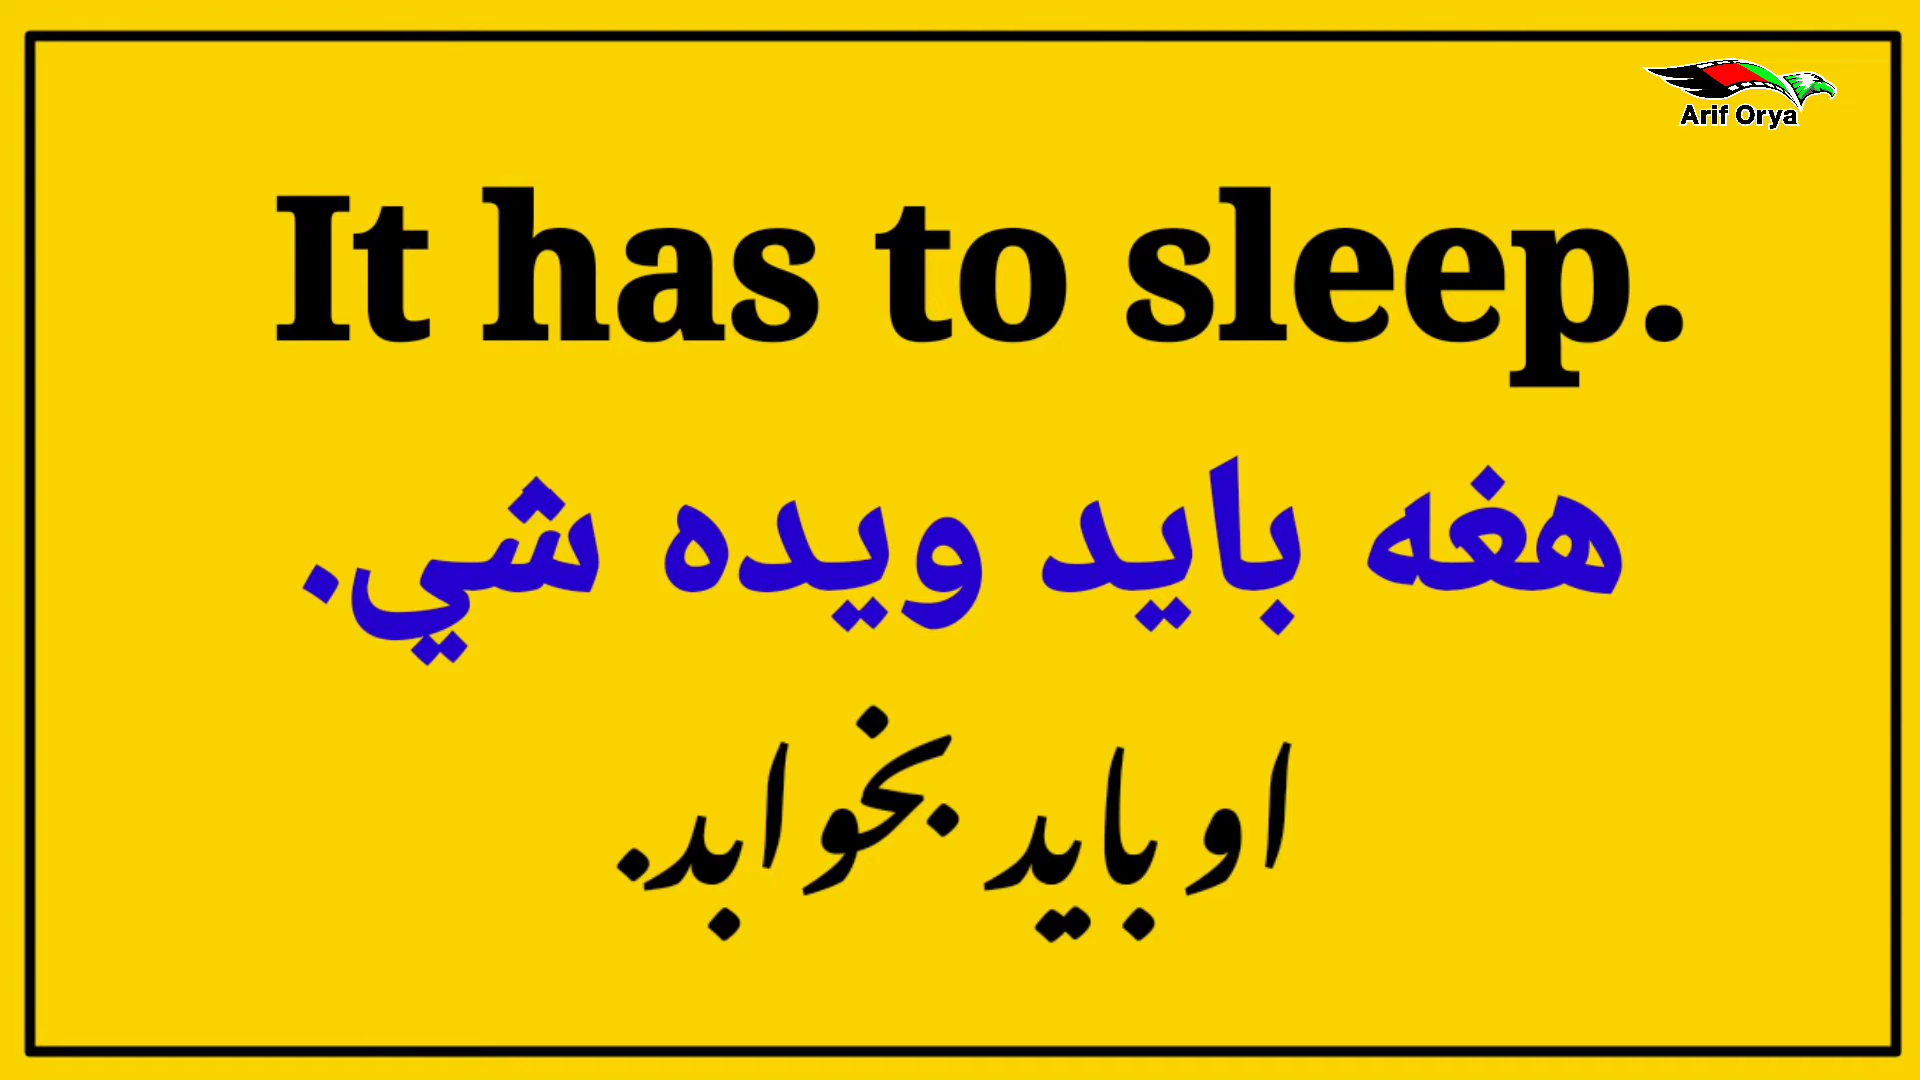 Arif Orya
It has to sleep.
هغه باید ویده شي.
او باید بخوابد.